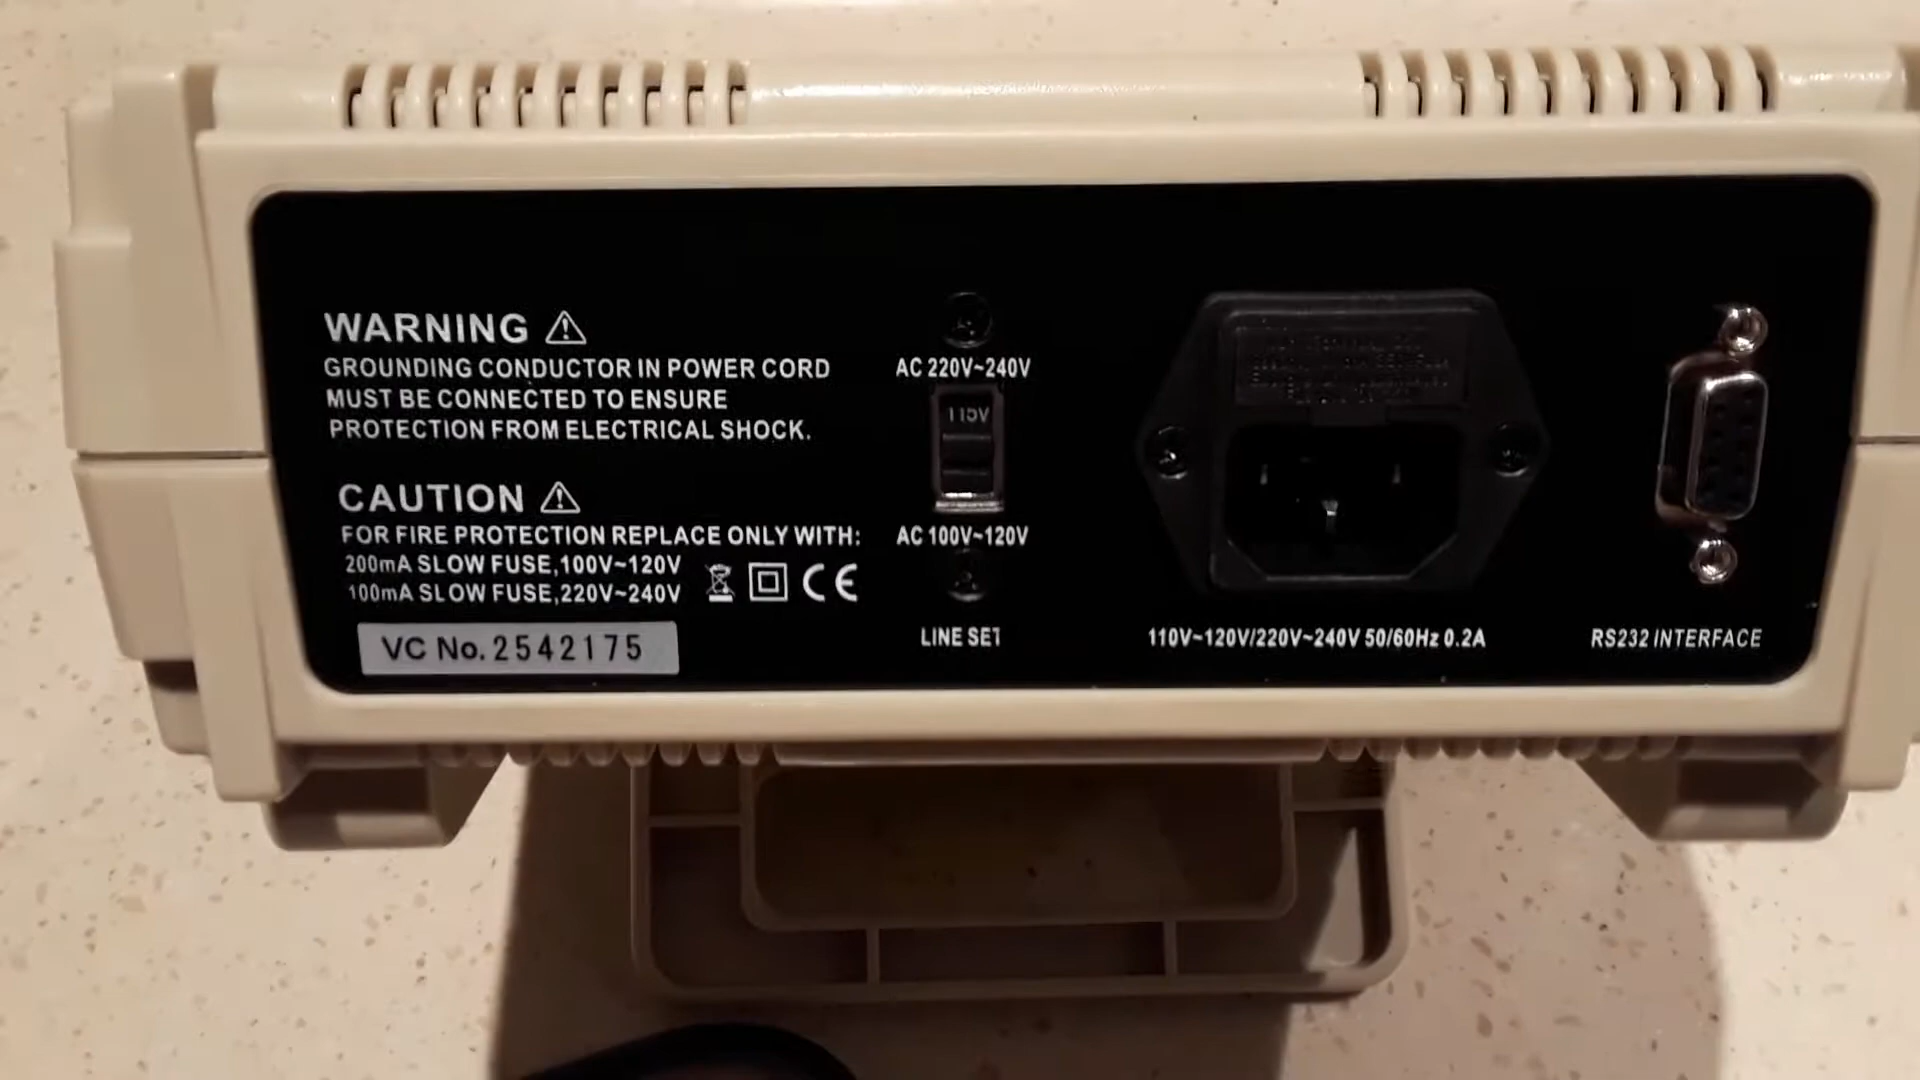 WARNING
GROUNDING CONDUCTOR IN POWER CORD
MUST BE CONNECTED TO ENSURE
PROTECTION FROM ELECTRICAL SHOCK.
CAUTION
FOR FIRE PROTECTION REPLACE ONLY WITH:
200mA SLOW FUSE,100V~120V
100mA SLOW FUSE,220V~240V
CE
VC No.2542175
AC 220V~240V
115V
AC 100V~120V
LINE SET
110V~120V/220V~240V 50/60Hz 0.2A
RS232 INTERFACE